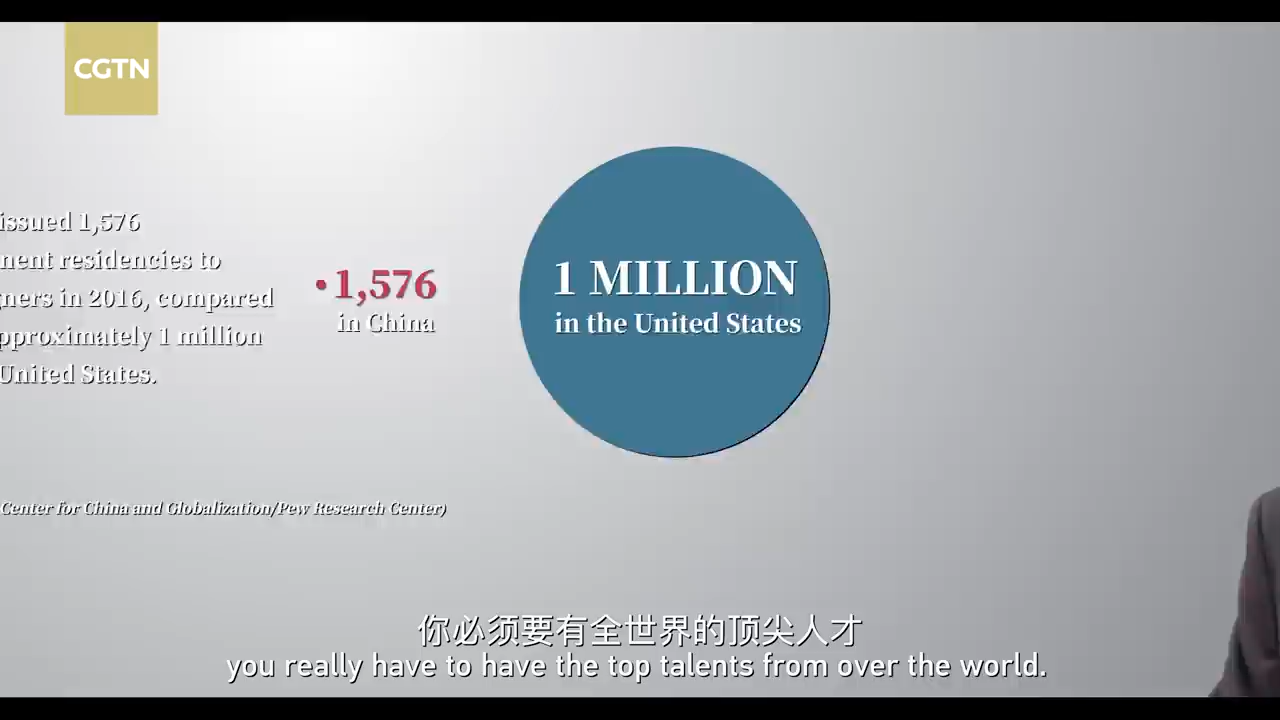 CGTN
issued 1,576
nent residencies to
ners in 2016, compared
pproximately 1 million
United States.
•1,576
in China
1 MILLION
in the United States
Center for China and Globalization/Pew Research Center)
你必须要有全世界的顶尖人才
you really have to have the top talents from over the world.